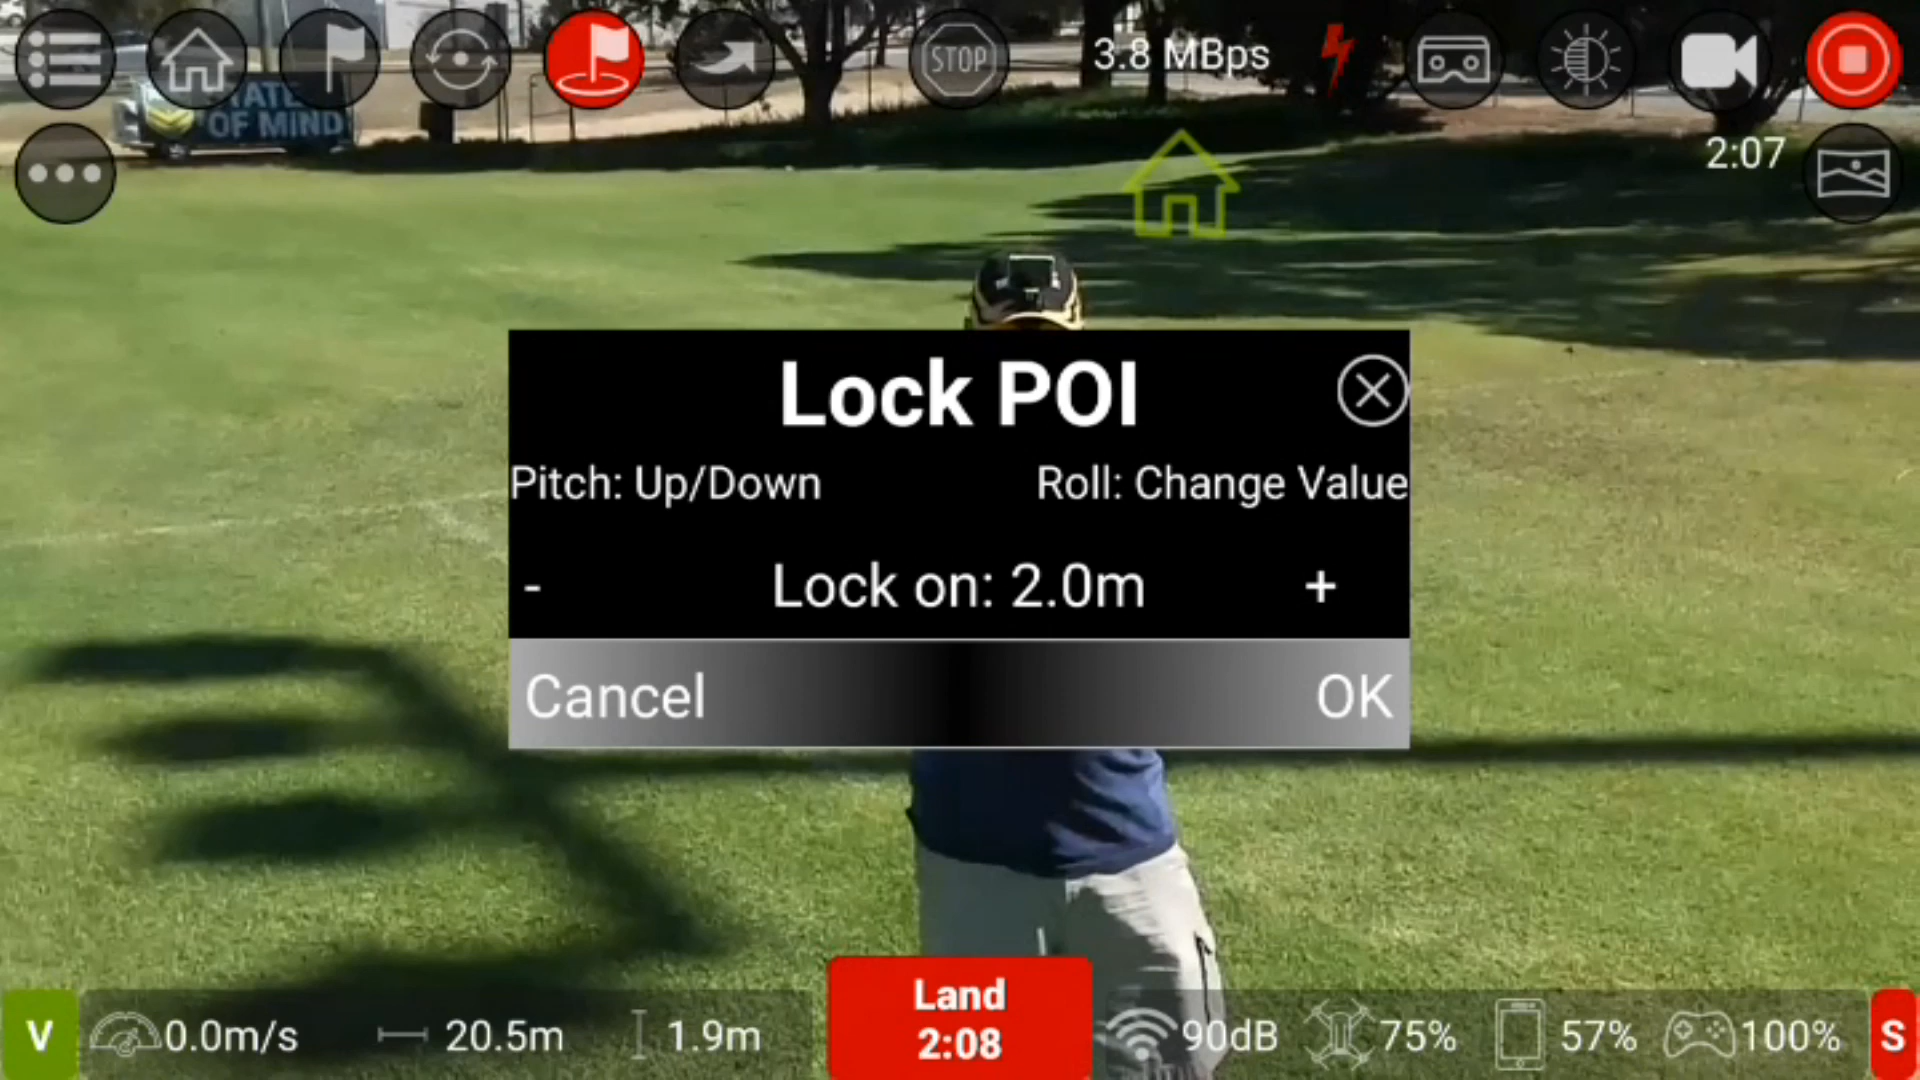 STOP
3.8 MBps
TATE
OF MIND
2:07
Lock POI
Pitch: Up/Down
Roll: Change Value
-
Lock on: 2.0m
+
Cancel
OK
Land
2:08
V
0.0m/s
20.5m
1.9m
90dB
75%
57%
100%
S